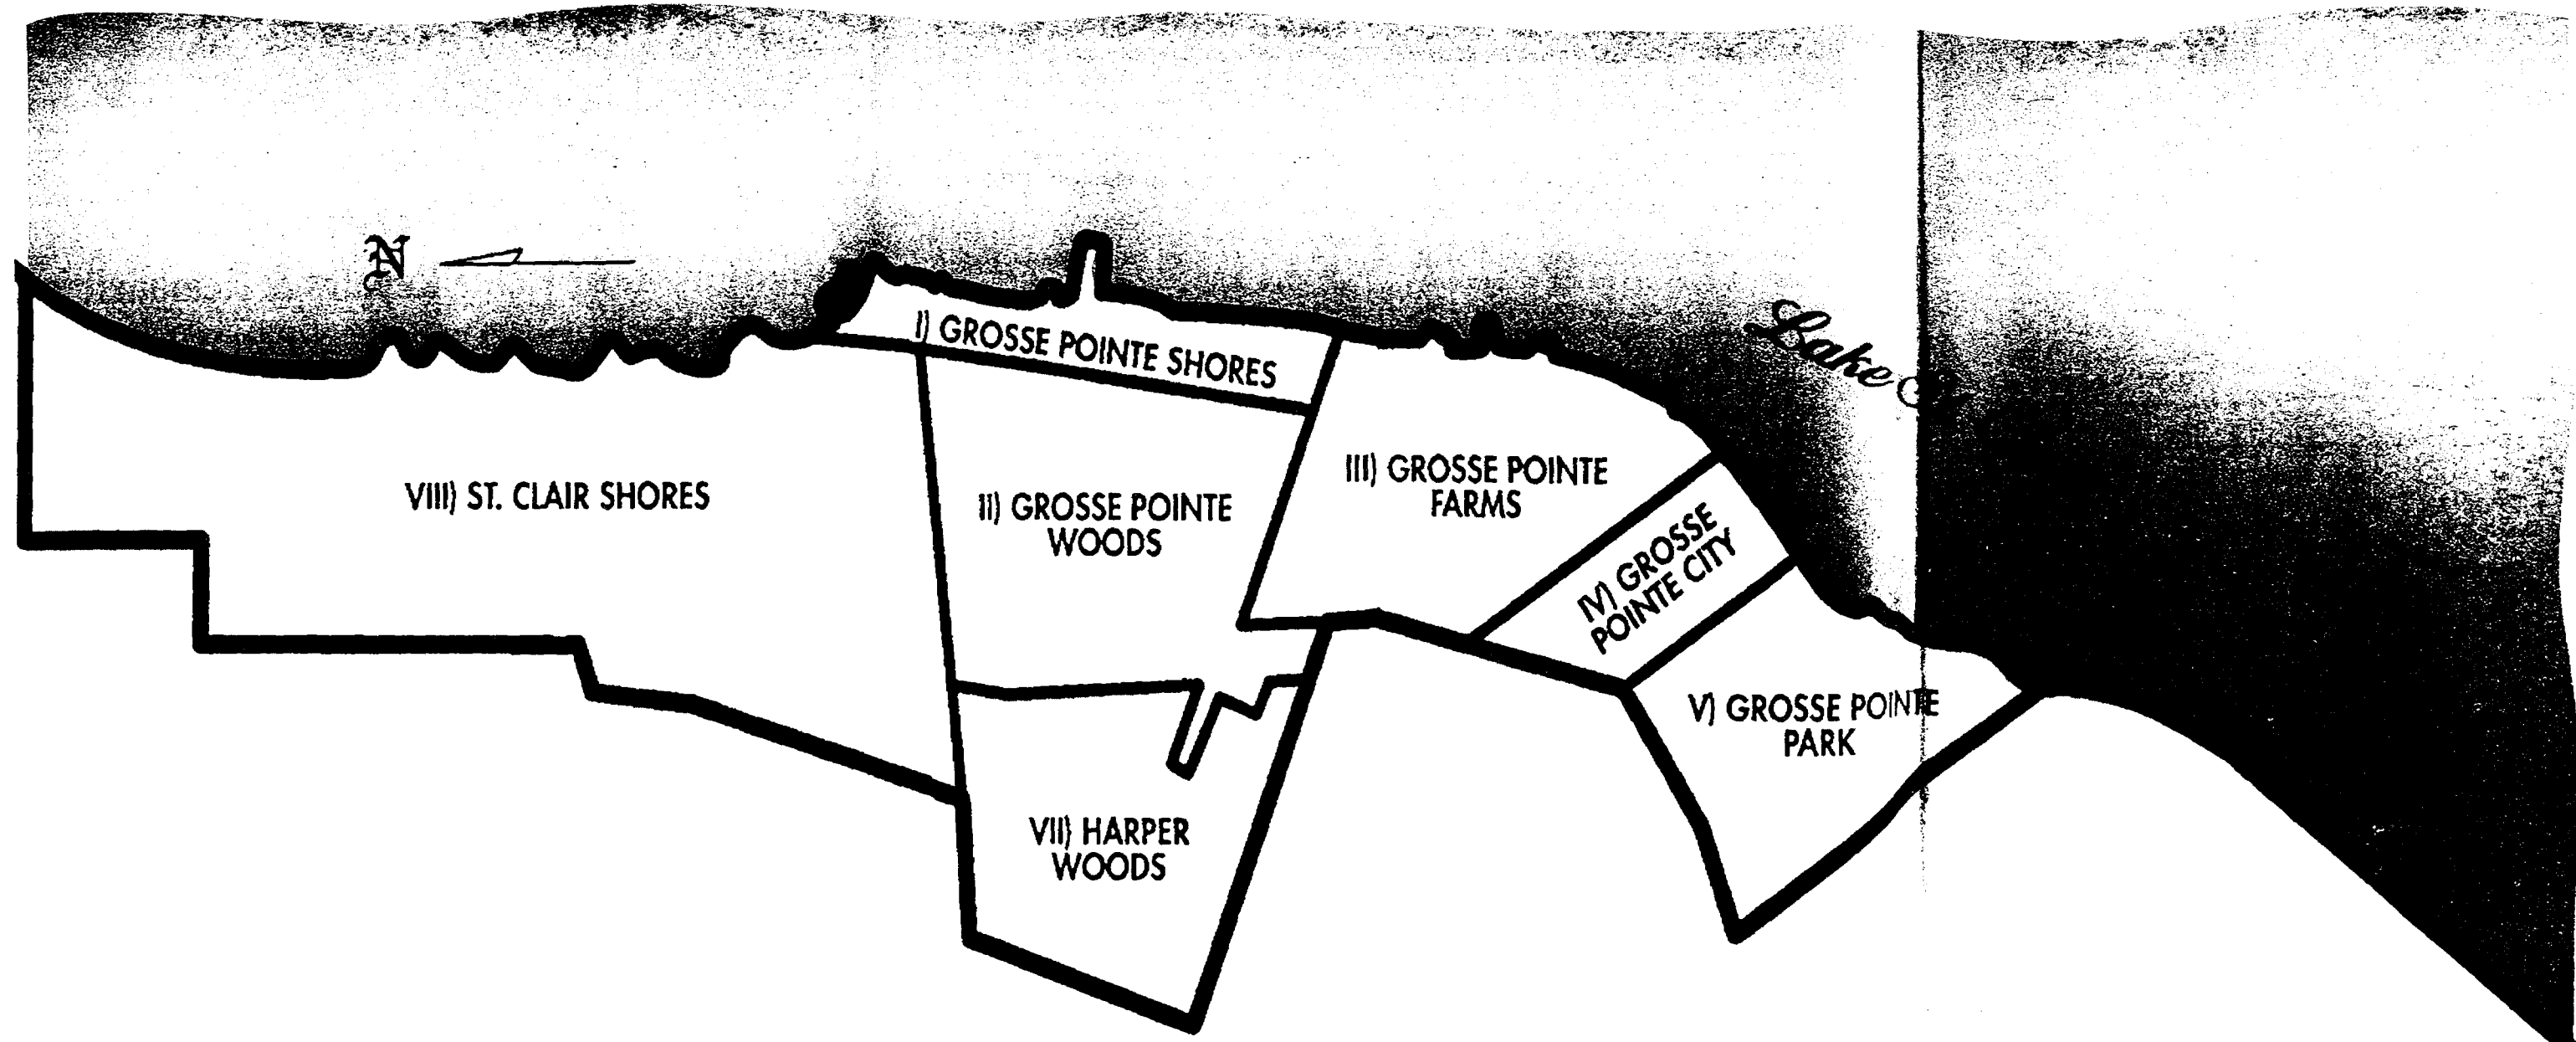 N
I) GROSSE POINTE SHORES
Lake
VIII) ST. CLAIR SHORES
II) GROSSE POINTE
WOODS
III) GROSSE POINTE
FARMS
IV) GROSSE
POINTE CITY
V) GROSSE POINTE
PARK
VII) HARPER
WOODS